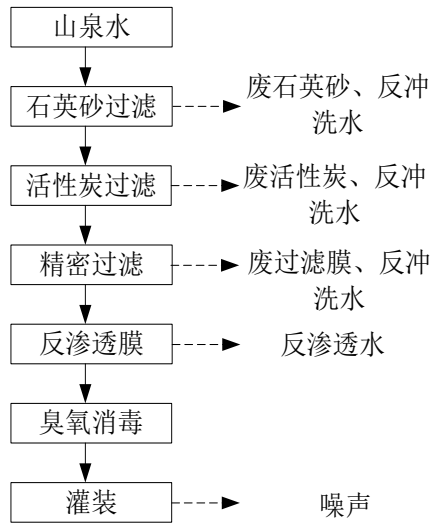 山泉水
石英砂过滤
废石英砂、反冲
洗水
活性炭过滤
废活性炭、反冲
洗水
精密过滤
废过滤膜、反冲
洗水
反渗透膜
反渗透水
臭氧消毒
灌装
噪声